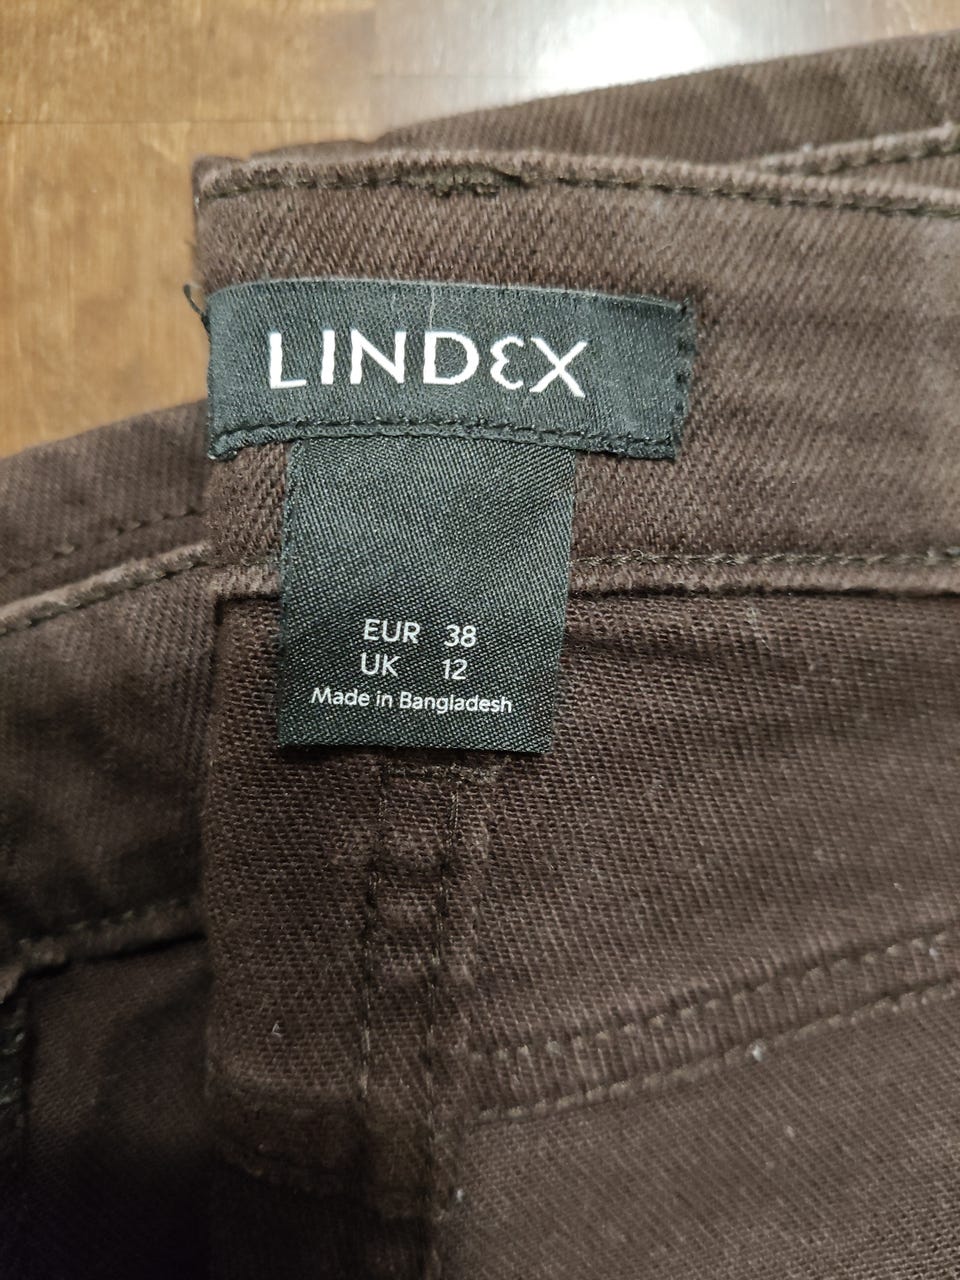 LINDEX
EUR 38
UK 12
Made in Bangladesh